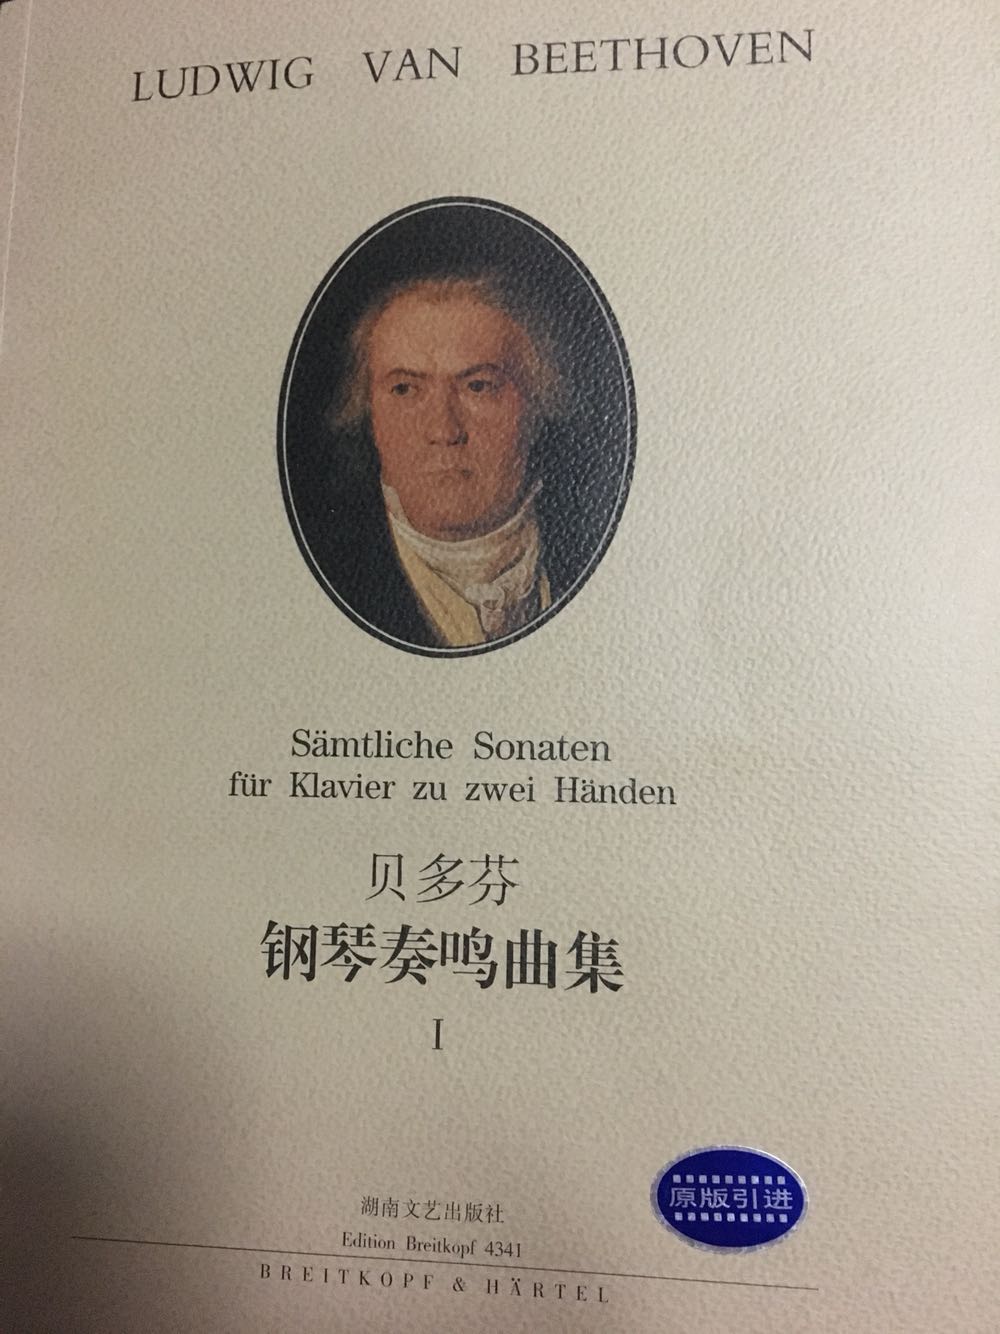 LUDWIG VAN BEETHOVEN
Sämtliche Sonaten
für Klavier zu zwei Händen
贝多芬
钢琴奏鸣曲集
I
原版引进
湖南文艺出版社
Edition Breitkopf 4341
BREITKOPF & HÄRTEL